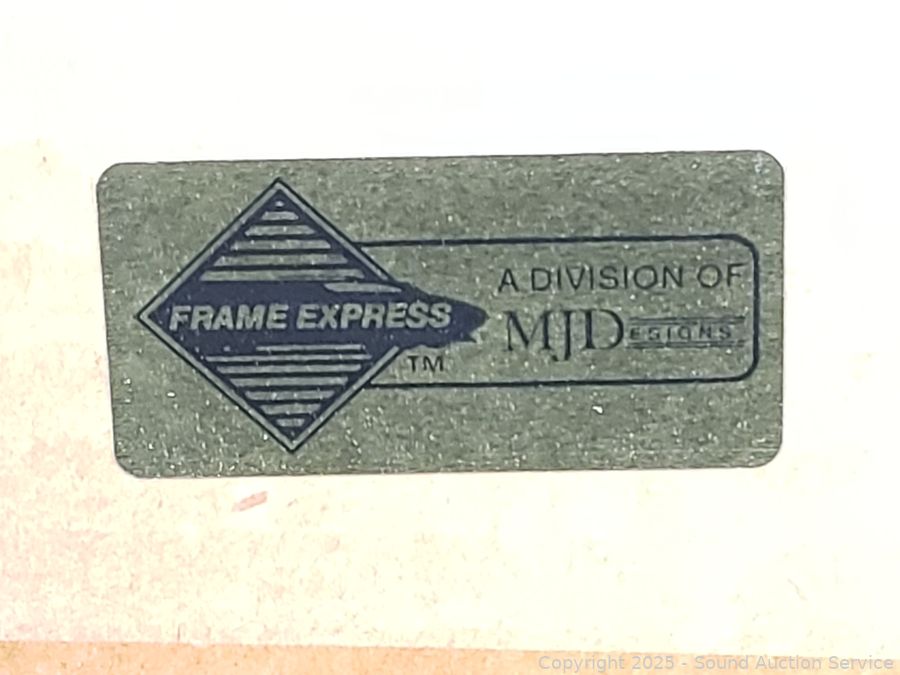 FRAME EXPRESS
TM
A DIVISION OF
MJDESIGNS
Copyright 2025 - Sound Auction Service